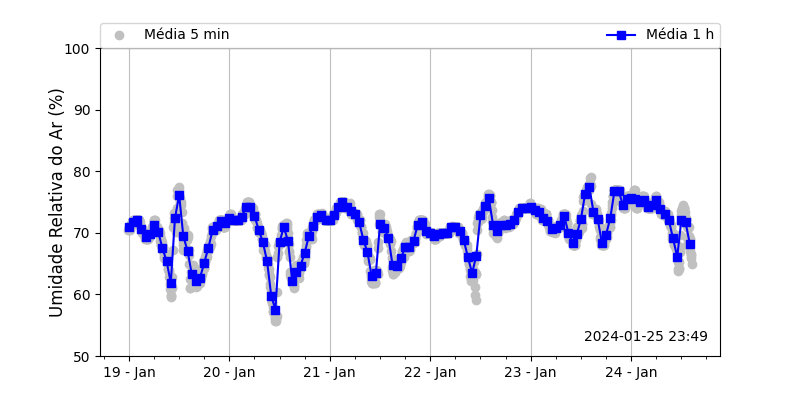 Média 5 min
Média 1 h
Umidade Relativa do Ar (%)
100
90
80
70
60
50
2024-01-25 23:49
19 - Jan
20 - Jan
21 - Jan
22 - Jan
23 - Jan
24 - Jan